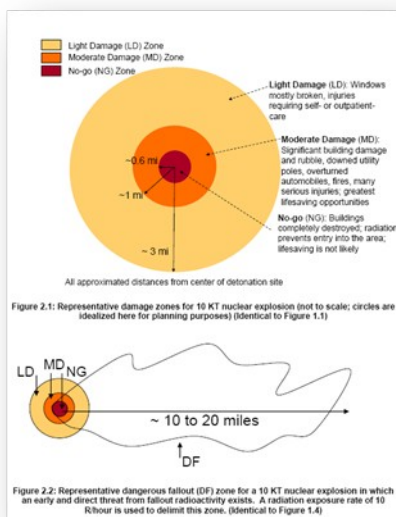 Light Damage (LD) Zone
Moderate Damage (MD) Zone
No-go (NG) Zone
Light Damage (LD): Windows
mostly broken, injuries
requiring self- or outpatient-
care
Moderate Damage (MD):
Significant building damage
and rubble, downed utility
poles, overturned
automobiles, fires, many
serious injuries; greatest
lifesaving opportunities
~0.6 mi
~1 mi
No-go (NG): Buildings
completely destroyed; radiation
prevents entry into the area;
lifesaving is not likely
~ 3 mi
All approximated distances from center of detonation site
Figure 2.1: Representative damage zones for 10 KT nuclear explosion (not to scale; circles are
idealized here for planning purposes) (Identical to Figure 1.1)
LD
MD
NG
~ 10 to 20 miles
DF
Figure 2.2: Representative dangerous fallout (DF) zone for a 10 KT nuclear explosion in which
an early and direct threat from fallout radioactivity exists. A radiation exposure rate of 10
R/hour is used to delimit this zone. (Identical to Figure 1.4)